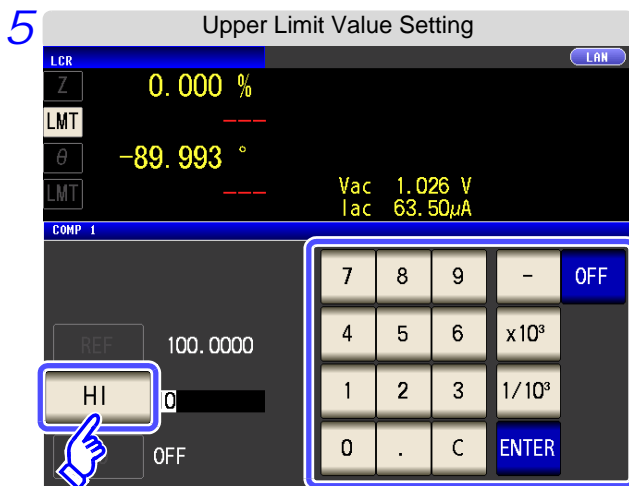 5 Upper Limit Value Setting
LCR LAN
Z 0.000 %
LMT ---
θ -89.993 °
LMT ---
Vac 1.026 V
Iac 63.50μA
COMP 1
7 8 9 - OFF
REF 100.0000
4 5 6 x10³
HI 0
1 2 3 1/10³
OFF
0 . C ENTER